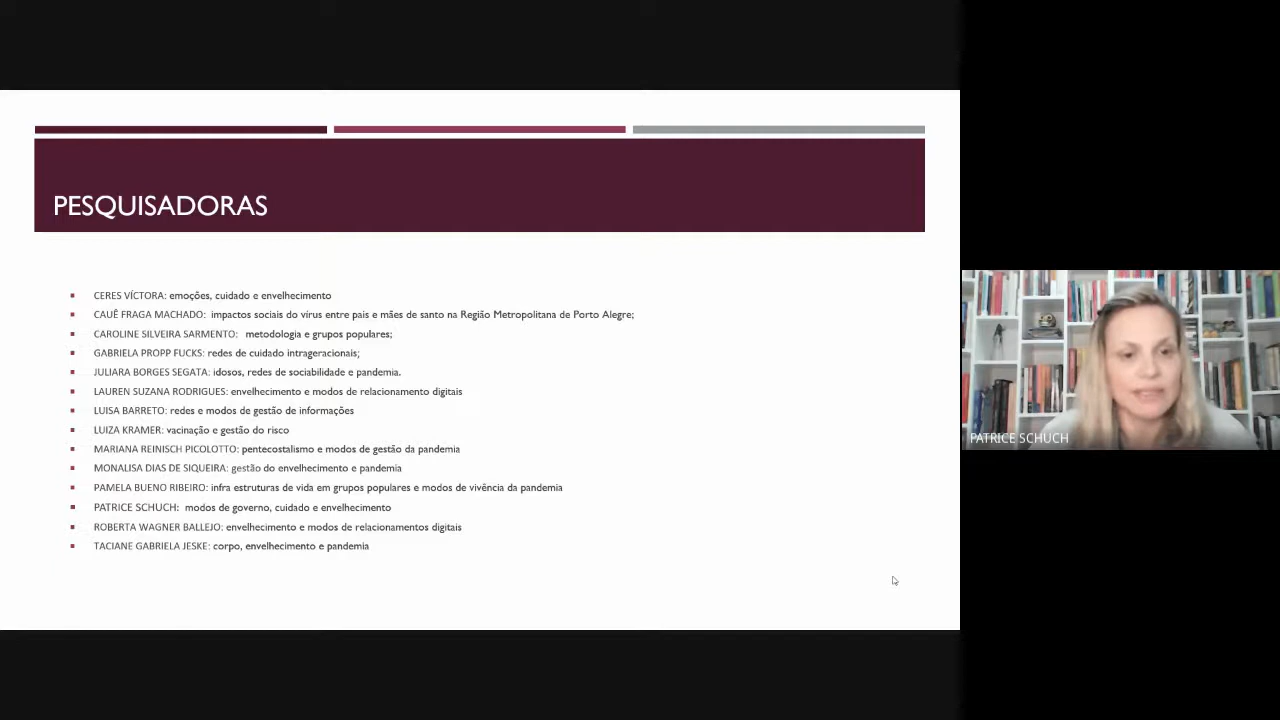 PESQUISADORAS
CERES VÍCTORA: emoções, cuidado e envelhecimento
CAUÊ FRAGA MACHADO: impactos sociais do vírus entre pais e mães de santo na Região Metropolitana de Porto Alegre;
CAROLINE SILVEIRA SARMENTO: metodologia e grupos populares;
GABRIELA PROPP FUCKS: redes de cuidado intrageracionais;
JULIARA BORGES SEGATA: idosos, redes de sociabilidade e pandemia.
LAUREN SUZANA RODRIGUES: envelhecimento e modos de relacionamento digitais
LUISA BARRETO: redes e modos de gestão de informações
LUIZA KRAMER: vacinação e gestão do risco
MARIANA REINISCH PICOLOTTO: pentecostalismo e modos de gestão da pandemia
MONALISA DIAS DE SIQUEIRA: gestão do envelhecimento e pandemia
PAMELA BUENO RIBEIRO: infra estruturas de vida em grupos populares e modos de vivência da pandemia
PATRICE SCHUCH: modos de governo, cuidado e envelhecimento
ROBERTA WAGNER BALLEJO: envelhecimento e modos de relacionamentos digitais
TACIANE GABRIELA JESKE: corpo, envelhecimento e pandemia
PATRICE SCHUCH